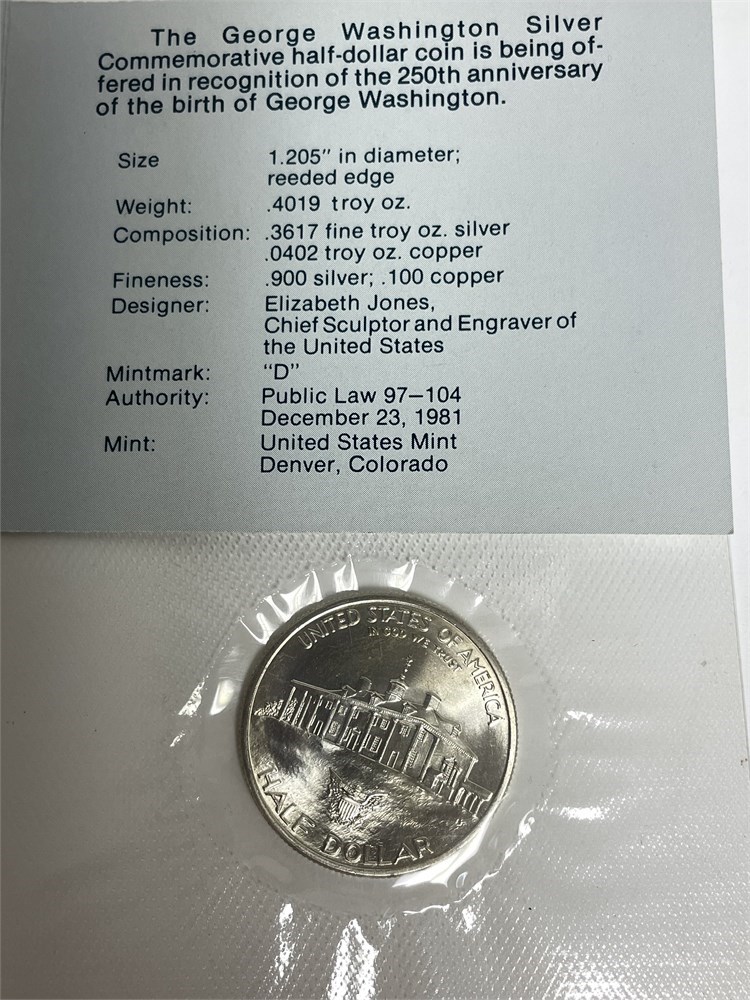 The George Washington Silver
Commemorative half-dollar coin is being of-
fered in recognition of the 250th anniversary
of the birth of George Washington.
Size 1.205" in diameter;
reeded edge
Weight: .4019 troy oz.
Composition: .3617 fine troy oz. silver
.0402 troy oz. copper
Fineness: .900 silver; .100 copper
Designer: Elizabeth Jones,
Chief Sculptor and Engraver of
the United States
Mintmark: "D"
Authority: Public Law 97–104
December 23, 1981
Mint: United States Mint
Denver, Colorado
UNITED STATES OF AMERICA
IN GOD WE TRUST
HALF DOLLAR